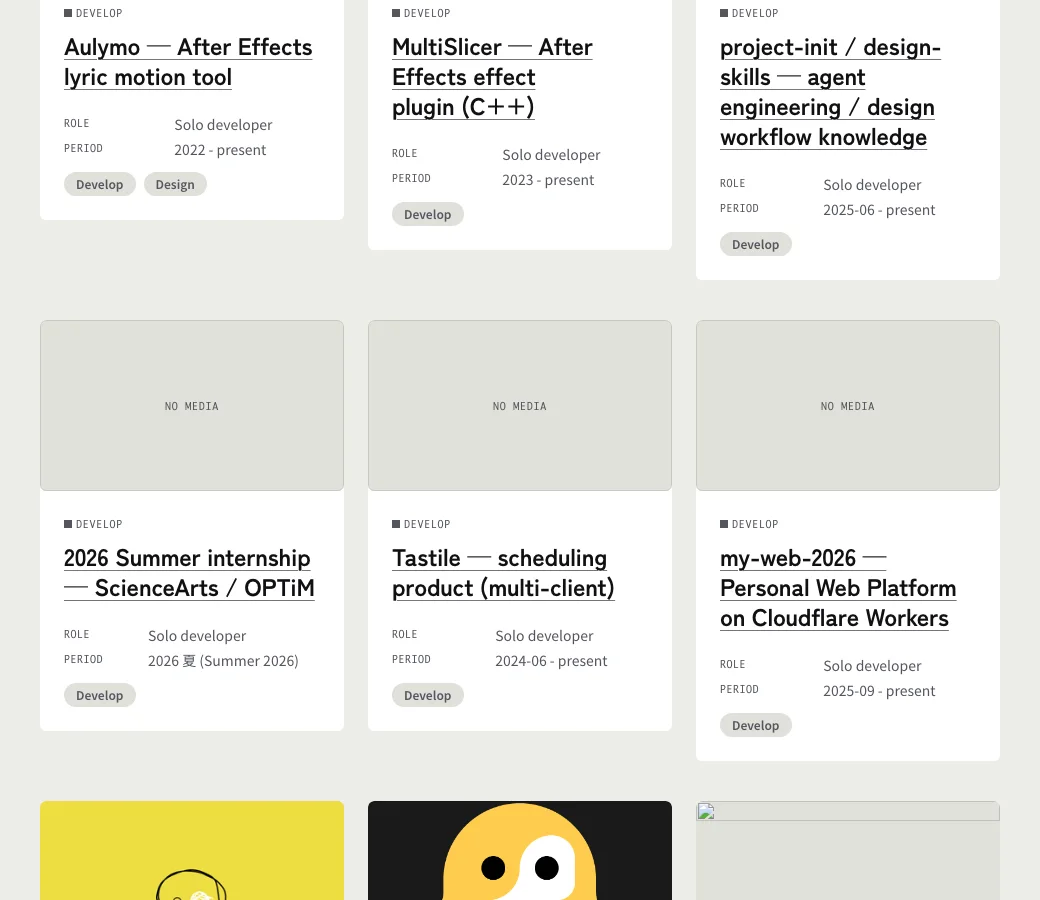 DEVELOP
Aulymo — After Effects
lyric motion tool
ROLE Solo developer
PERIOD 2022 - present
Develop Design
DEVELOP
MultiSlicer — After
Effects effect
plugin (C++)
ROLE Solo developer
PERIOD 2023 - present
Develop
DEVELOP
project-init / design-
skills — agent
engineering / design
workflow knowledge
ROLE Solo developer
PERIOD 2025-06 - present
Develop
NO MEDIA
DEVELOP
2026 Summer internship
— ScienceArts / OPTiM
ROLE Solo developer
PERIOD 2026 夏 (Summer 2026)
Develop
NO MEDIA
DEVELOP
Tastile — scheduling
product (multi-client)
ROLE Solo developer
PERIOD 2024-06 - present
Develop
NO MEDIA
DEVELOP
my-web-2026 —
Personal Web Platform
on Cloudflare Workers
ROLE Solo developer
PERIOD 2025-09 - present
Develop